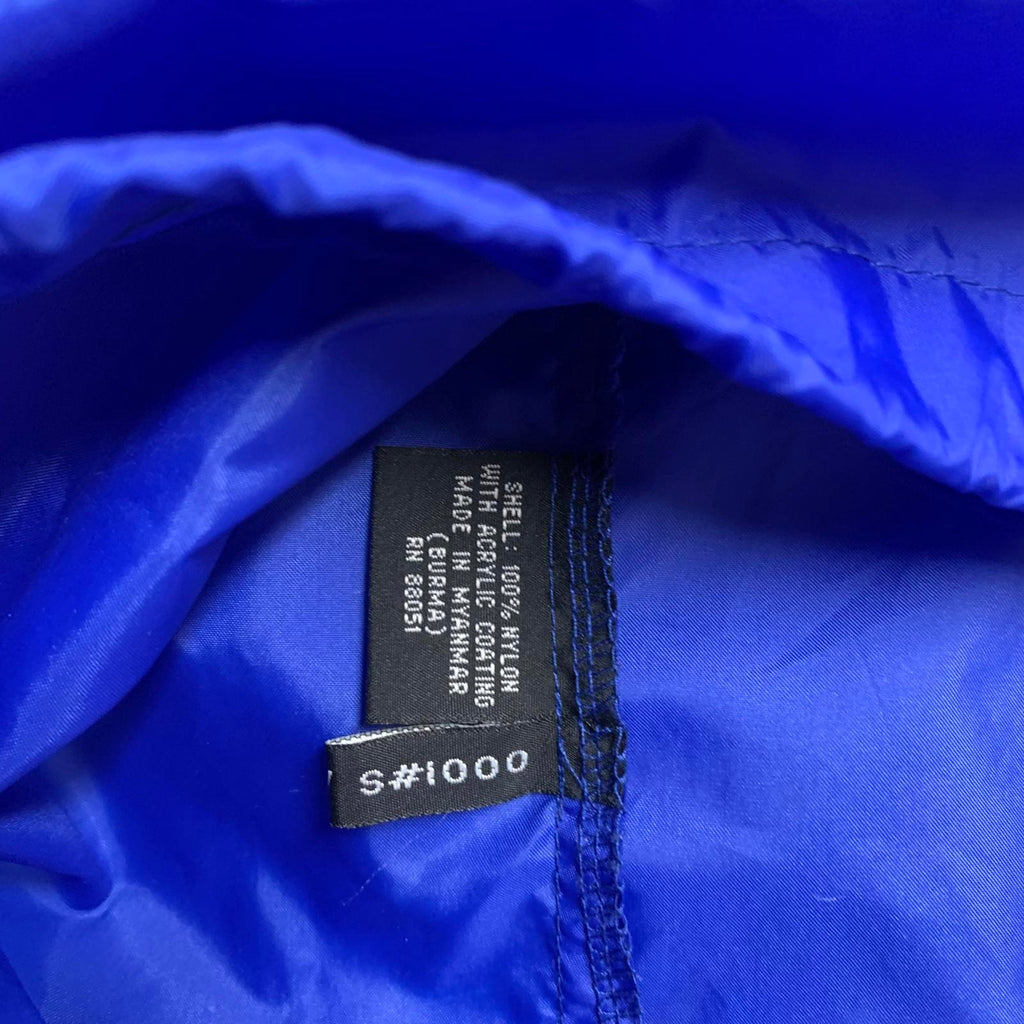 SHELL: 100% NYLON
WITH ACRYLIC COATING
MADE IN MYANMAR
(BURMA)
RN 88051
S#1000